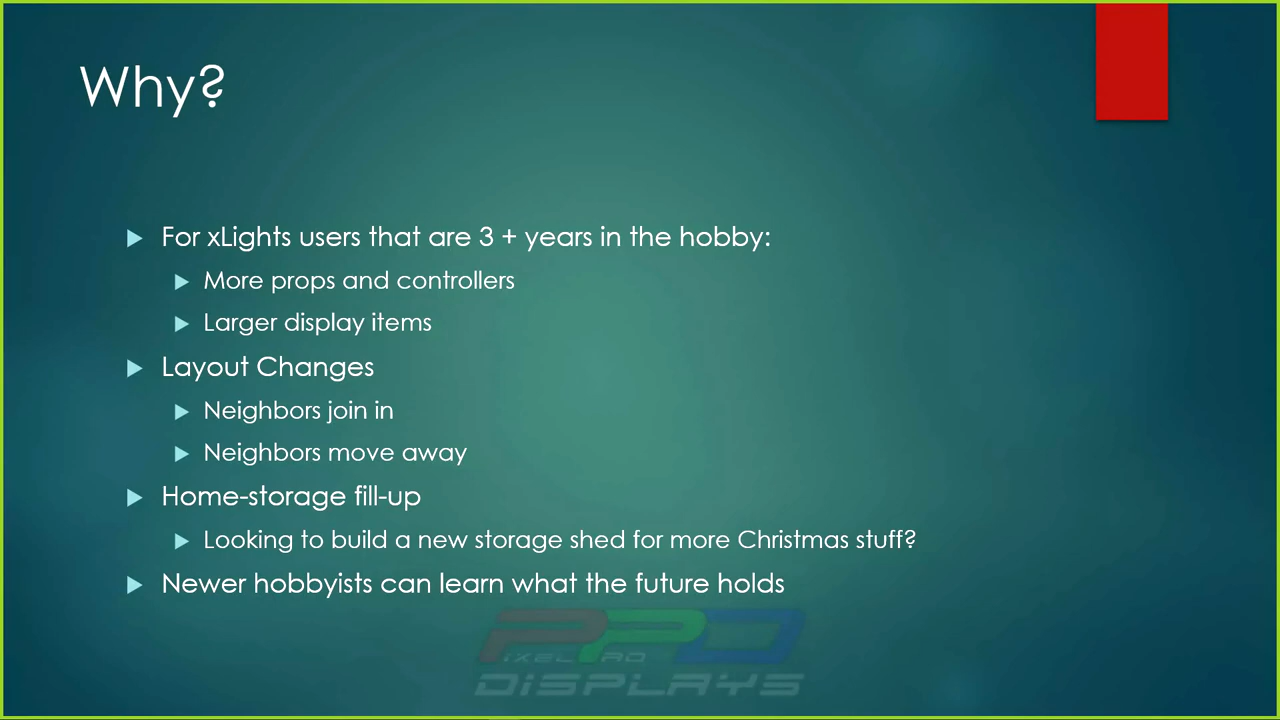 Why?
For xLights users that are 3 + years in the hobby:
More props and controllers
Larger display items
Layout Changes
Neighbors join in
Neighbors move away
Home-storage fill-up
Looking to build a new storage shed for more Christmas stuff?
Newer hobbyists can learn what the future holds
PPD
IXEL RO
DiSPLAYS